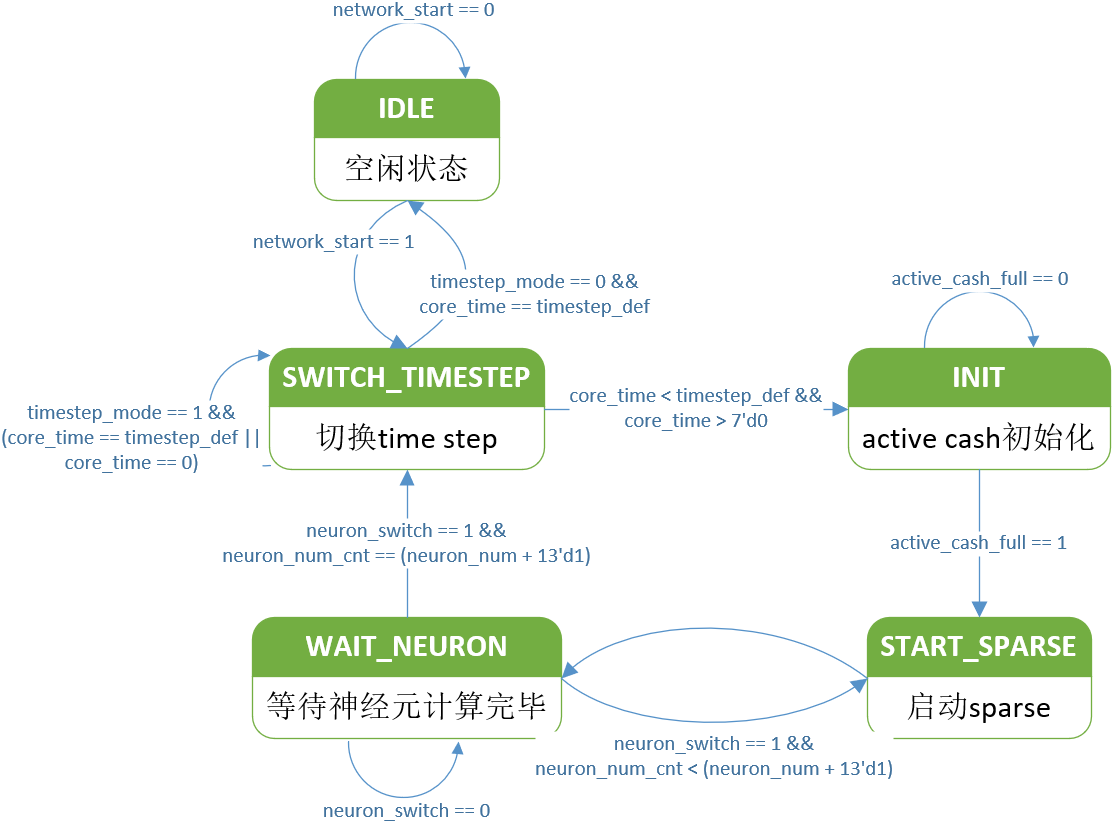 network_start == 0
IDLE
空闲状态
network_start == 1
timestep_mode == 0 &&
core_time == timestep_def
active_cash_full == 0
SWITCH_TIMESTEP
切换time step
timestep_mode == 1 &&
(core_time == timestep_def ||
core_time == 0)
core_time < timestep_def &&
core_time > 7'd0
INIT
active cash初始化
neuron_switch == 1 &&
neuron_num_cnt == (neuron_num + 13'd1)
active_cash_full == 1
WAIT_NEURON
等待神经元计算完毕
START_SPARSE
启动sparse
neuron_switch == 1 &&
neuron_num_cnt < (neuron_num + 13'd1)
neuron_switch == 0